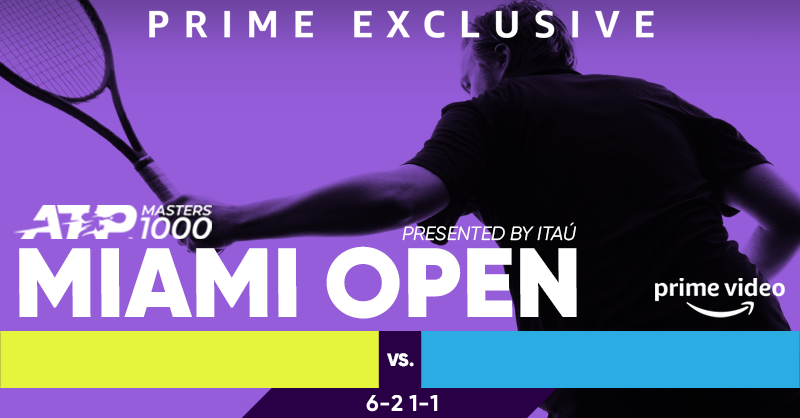 PRIME EXCLUSIVE
ATP MASTERS 1000
PRESENTED BY ITAÚ
MIAMI OPEN
prime video
vs.
6-2 1-1